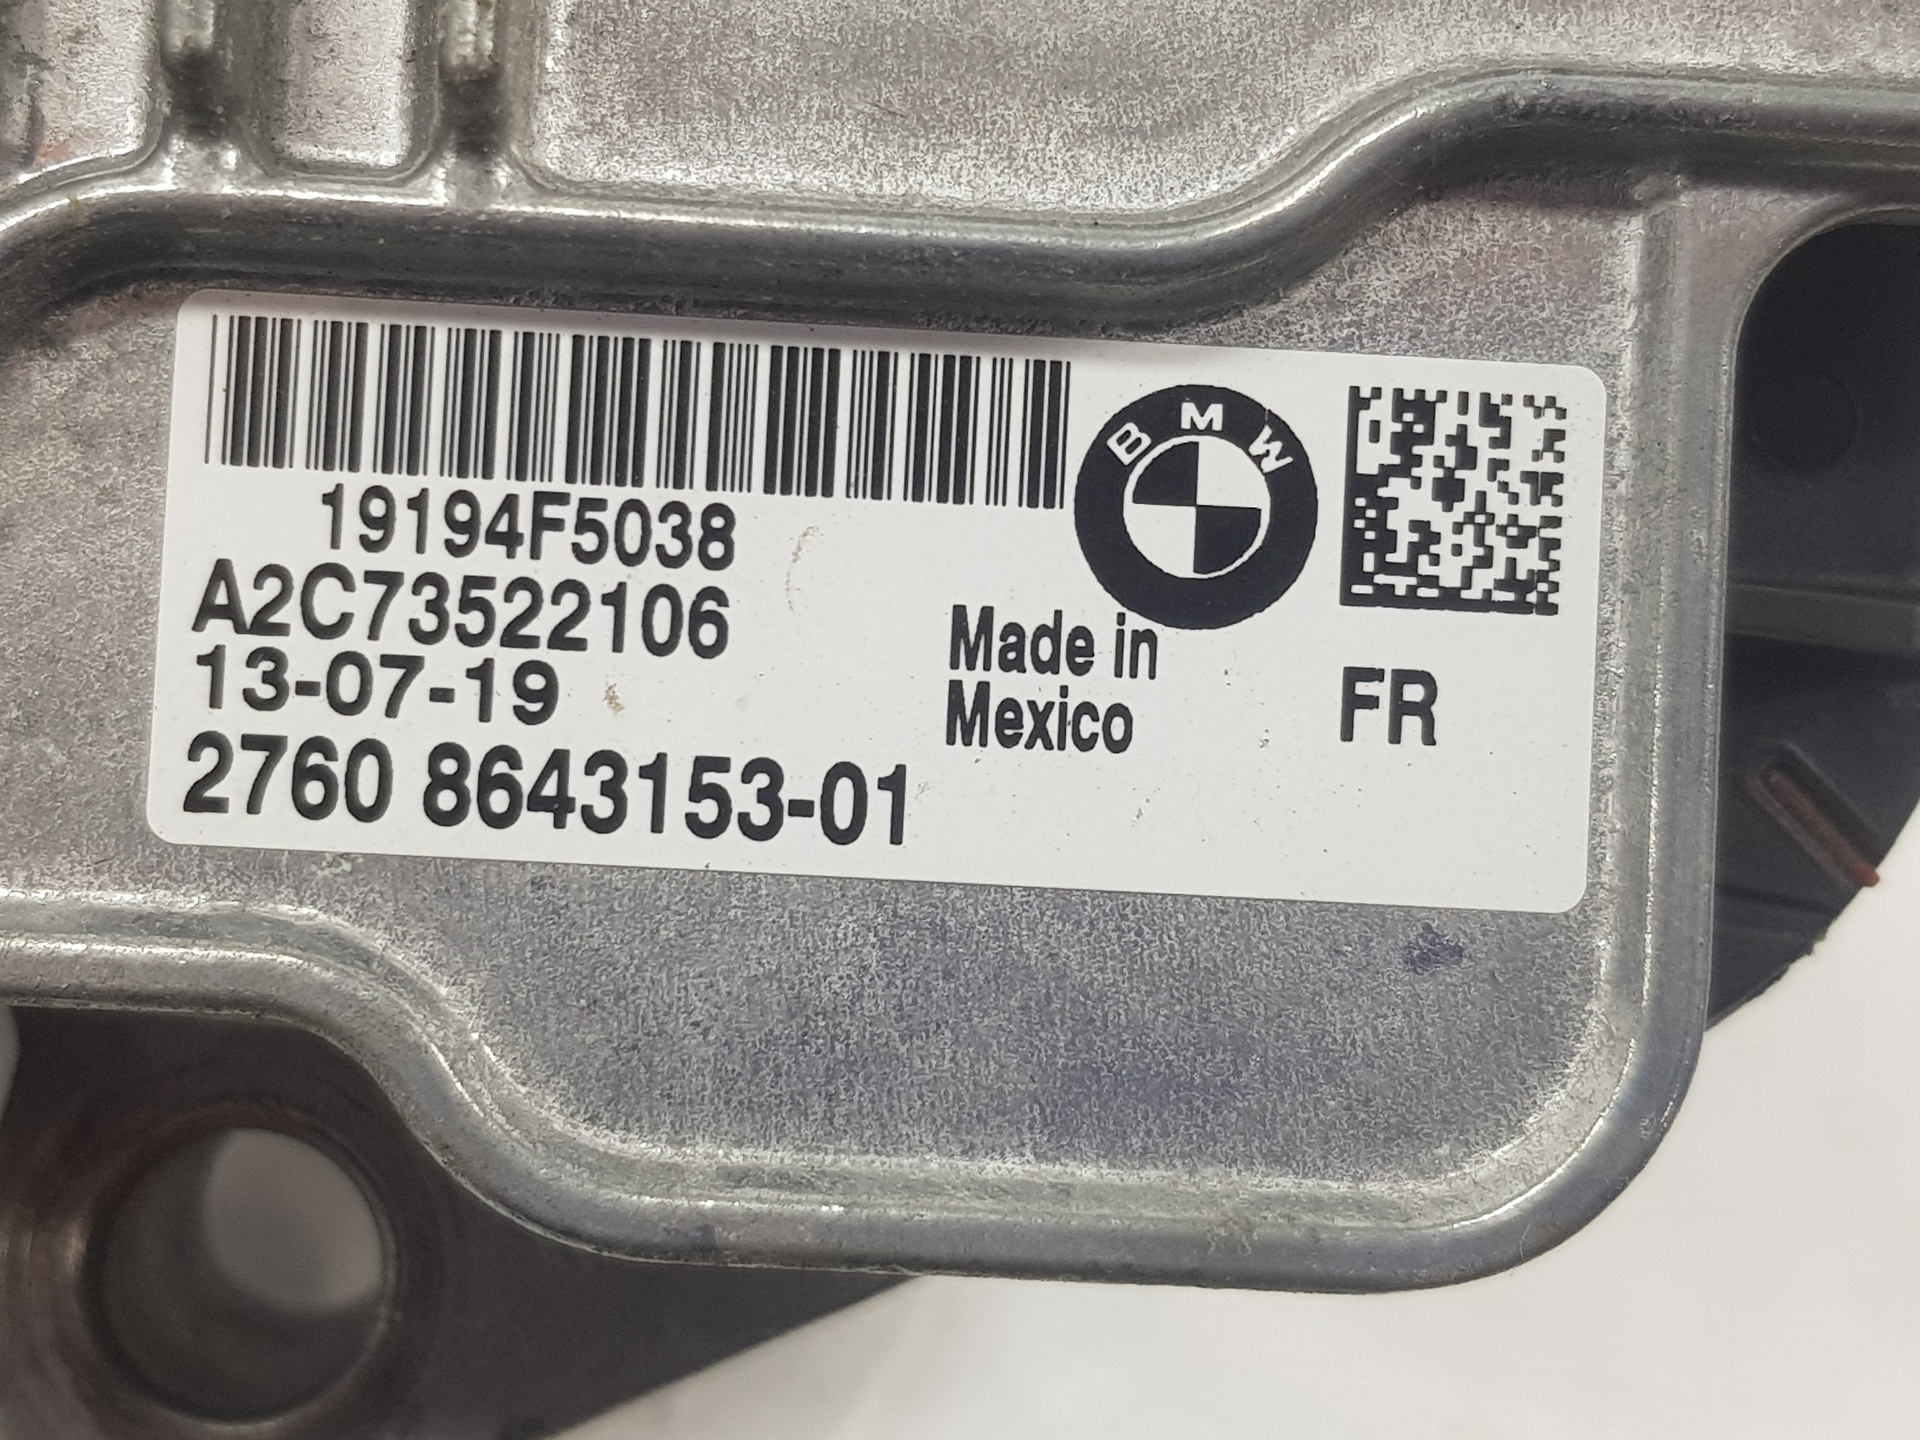 19194F5038
A2C73522106
13-07-19
2760 8643153-01
BMW
Made in
Mexico
FR